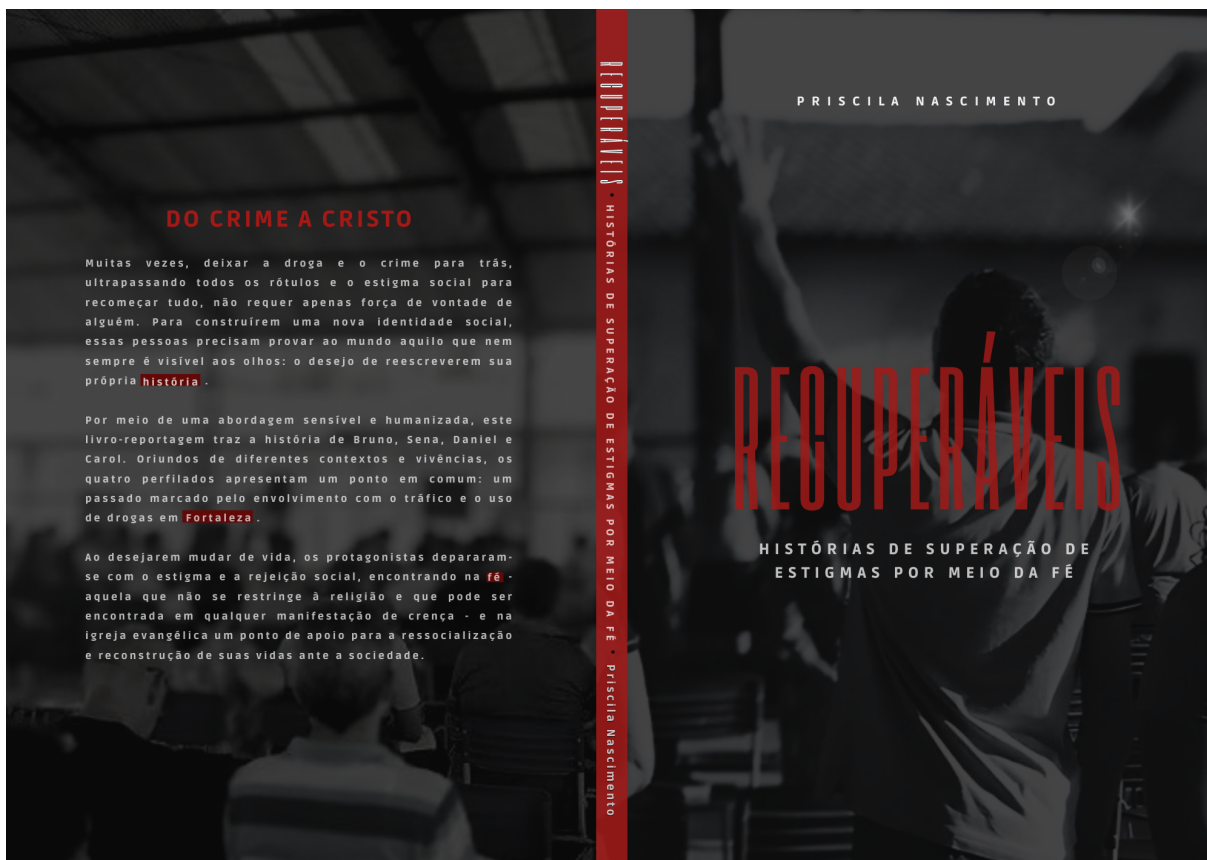 DO CRIME A CRISTO
Muitas vezes, deixar a droga e o crime para trás,
ultrapassando todos os rótulos e o estigma social para
recomeçar tudo, não requer apenas força de vontade de
alguém. Para construírem uma nova identidade social,
essas pessoas precisam provar ao mundo aquilo que nem
sempre é visível aos olhos: o desejo de reescreverem sua
própria história .
Por meio de uma abordagem sensível e humanizada, este
livro-reportagem traz a história de Bruno, Sena, Daniel e
Carol. Oriundos de diferentes contextos e vivências, os
quatro perfilados apresentam um ponto em comum: um
passado marcado pelo envolvimento com o tráfico e o uso
de drogas em Fortaleza .
Ao desejarem mudar de vida, os protagonistas depararam-
se com o estigma e a rejeição social, encontrando na fé -
aquela que não se restringe à religião e que pode ser
encontrada em qualquer manifestação de crença - e na
igreja evangélica um ponto de apoio para a ressocialização
e reconstrução de suas vidas ante a sociedade.
RECUPERÁVEIS • HISTÓRIAS DE SUPERAÇÃO DE ESTIGMAS POR MEIO DA FÉ • Priscila Nascimento
PRISCILA NASCIMENTO
RECUPERÁVEIS
HISTÓRIAS DE SUPERAÇÃO DE
ESTIGMAS POR MEIO DA FÉ